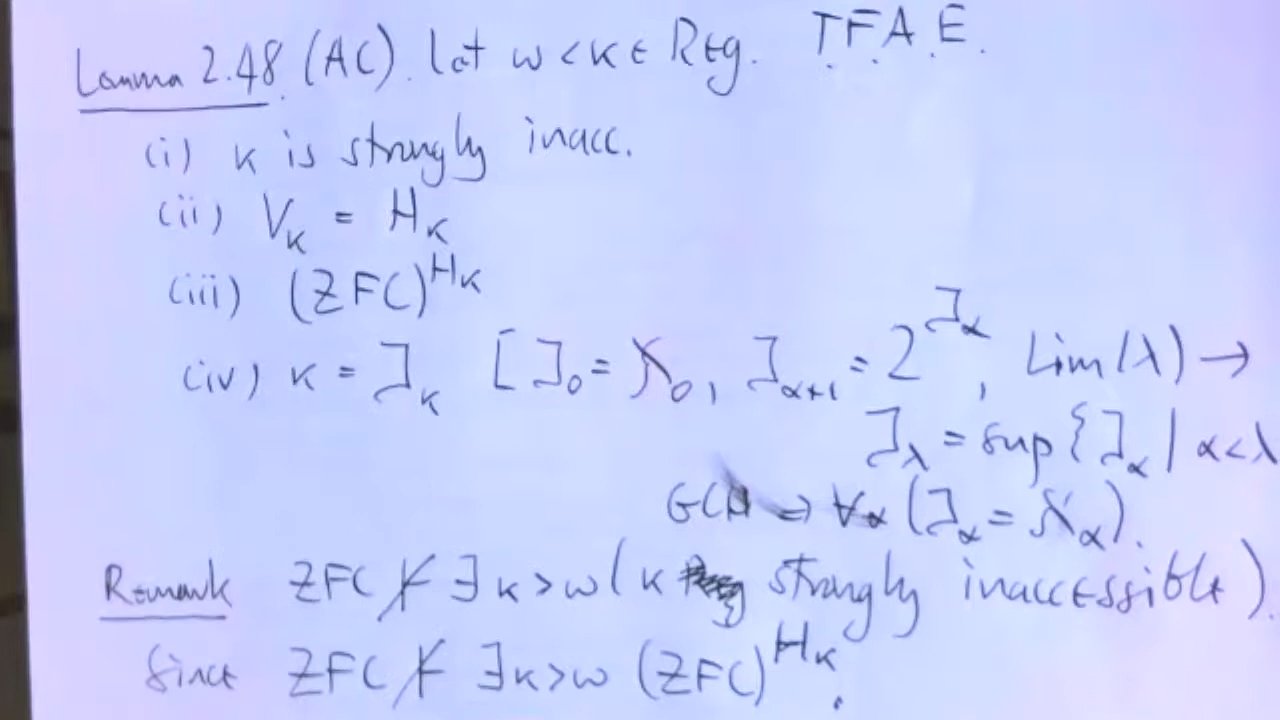 Lemma 2.48 (AC). Let ω < κ ∈ Reg. T.F.A.E.
(i) κ is strongly inacc.
(ii) V_κ = H_κ
(iii) (ZFC)^{H_κ}
(iv) κ = ℶ_κ [ℶ_0 = ℵ_0, ℶ_{α+1} = 2^{ℶ_α}, Lim(λ) →
ℶ_λ = sup{ℶ_α | α<λ
GCH ⇒ ∀α (ℶ_α = ℵ_α).
Remark ZFC ⊬ ∃κ>ω (κ strongly inaccessible).
Since ZFC ⊬ ∃κ>ω (ZFC)^{H_κ}.